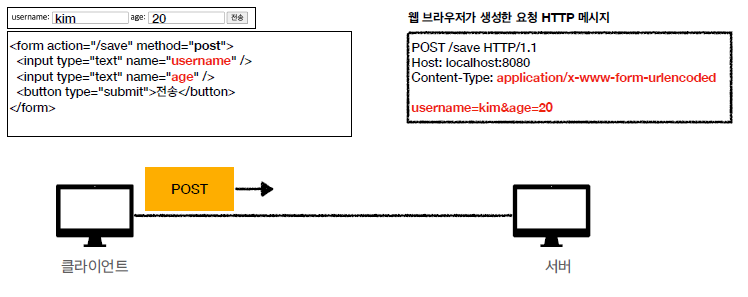 username: kim age: 20 전송
<form action="/save" method="post">
<input type="text" name="username" />
<input type="text" name="age" />
<button type="submit">전송</button>
</form>
웹 브라우저가 생성한 요청 HTTP 메시지
POST /save HTTP/1.1
Host: localhost:8080
Content-Type: application/x-www-form-urlencoded
username=kim&age=20
POST
클라이언트
서버